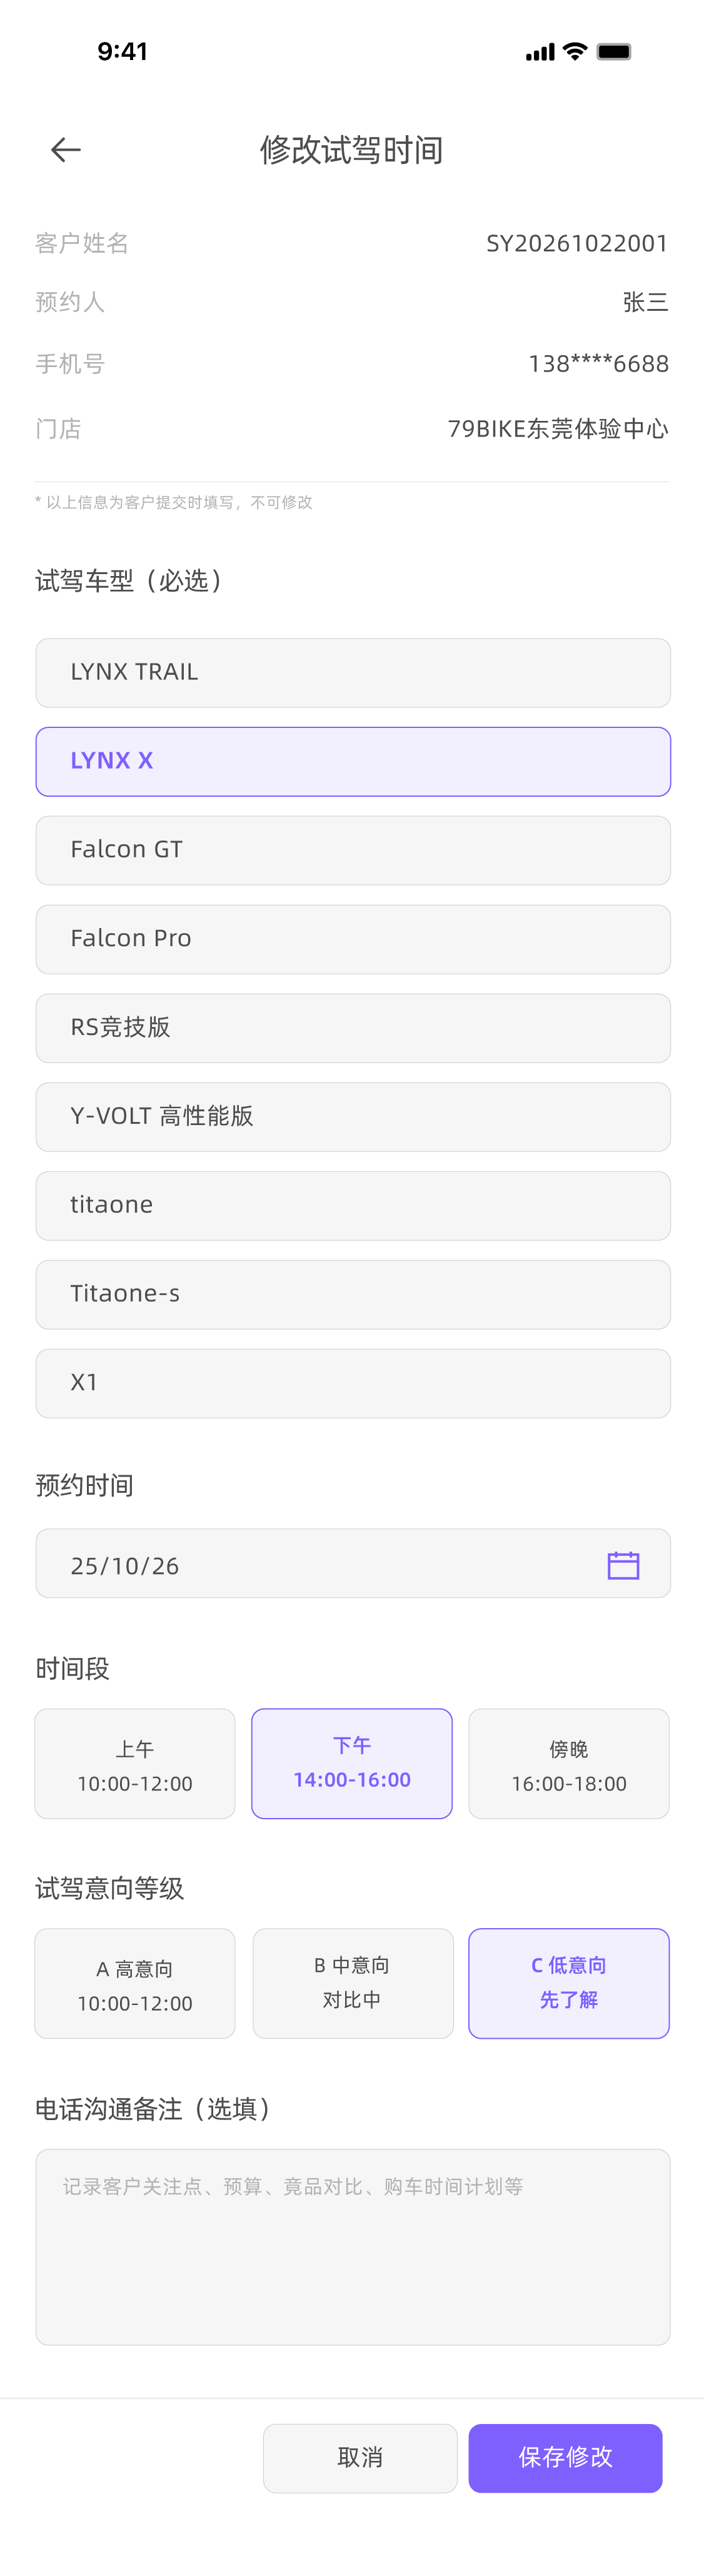 9:41
修改试驾时间
客户姓名 SY20261022001
预约人 张三
手机号 138****6688
门店 79BIKE东莞体验中心
* 以上信息为客户提交时填写，不可修改
试驾车型（必选）
LYNX TRAIL
LYNX X
Falcon GT
Falcon Pro
RS竞技版
Y-VOLT 高性能版
titaone
Titaone-s
X1
预约时间
25/10/26
时间段
上午 下午 傍晚
10:00-12:00 14:00-16:00 16:00-18:00
试驾意向等级
A 高意向 B 中意向 C 低意向
10:00-12:00 对比中 先了解
电话沟通备注（选填）
记录客户关注点、预算、竟品对比、购车时间计划等
取消 保存修改